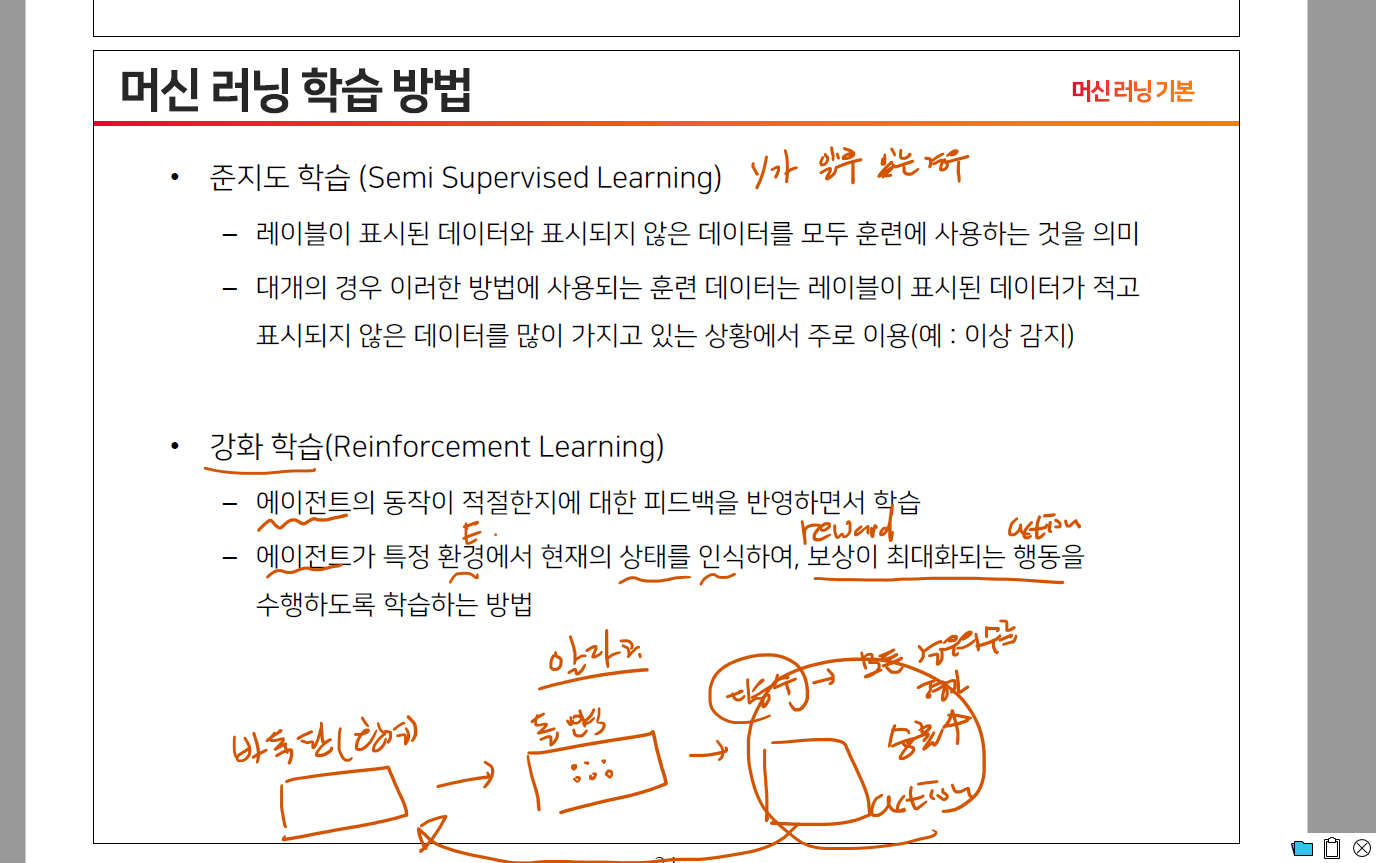 머신 러닝 학습 방법
머신 러닝 기본
• 준지도 학습 (Semi Supervised Learning) y가 일부 있는 경우
– 레이블이 표시된 데이터와 표시되지 않은 데이터를 모두 훈련에 사용하는 것을 의미
– 대개의 경우 이러한 방법에 사용되는 훈련 데이터는 레이블이 표시된 데이터가 적고
표시되지 않은 데이터를 많이 가지고 있는 상황에서 주로 이용(예 : 이상 감지)
• 강화 학습(Reinforcement Learning)
– 에이전트의 동작이 적절한지에 대한 피드백을 반영하면서 학습
E. reward action
– 에이전트가 특정 환경에서 현재의 상태를 인식하여, 보상이 최대화되는 행동을
수행하도록 학습하는 방법
알파고
다음수 → 모든 경우의 수를
바둑판(환경)
승률↑
action